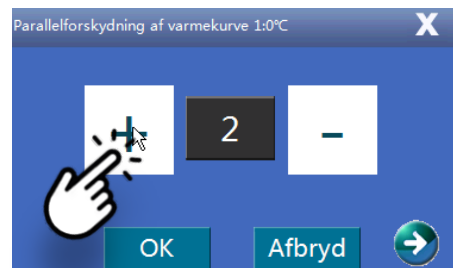 Parallelforskydning af varmekurve 1:0℃ X
+ 2 -
OK Afbryd